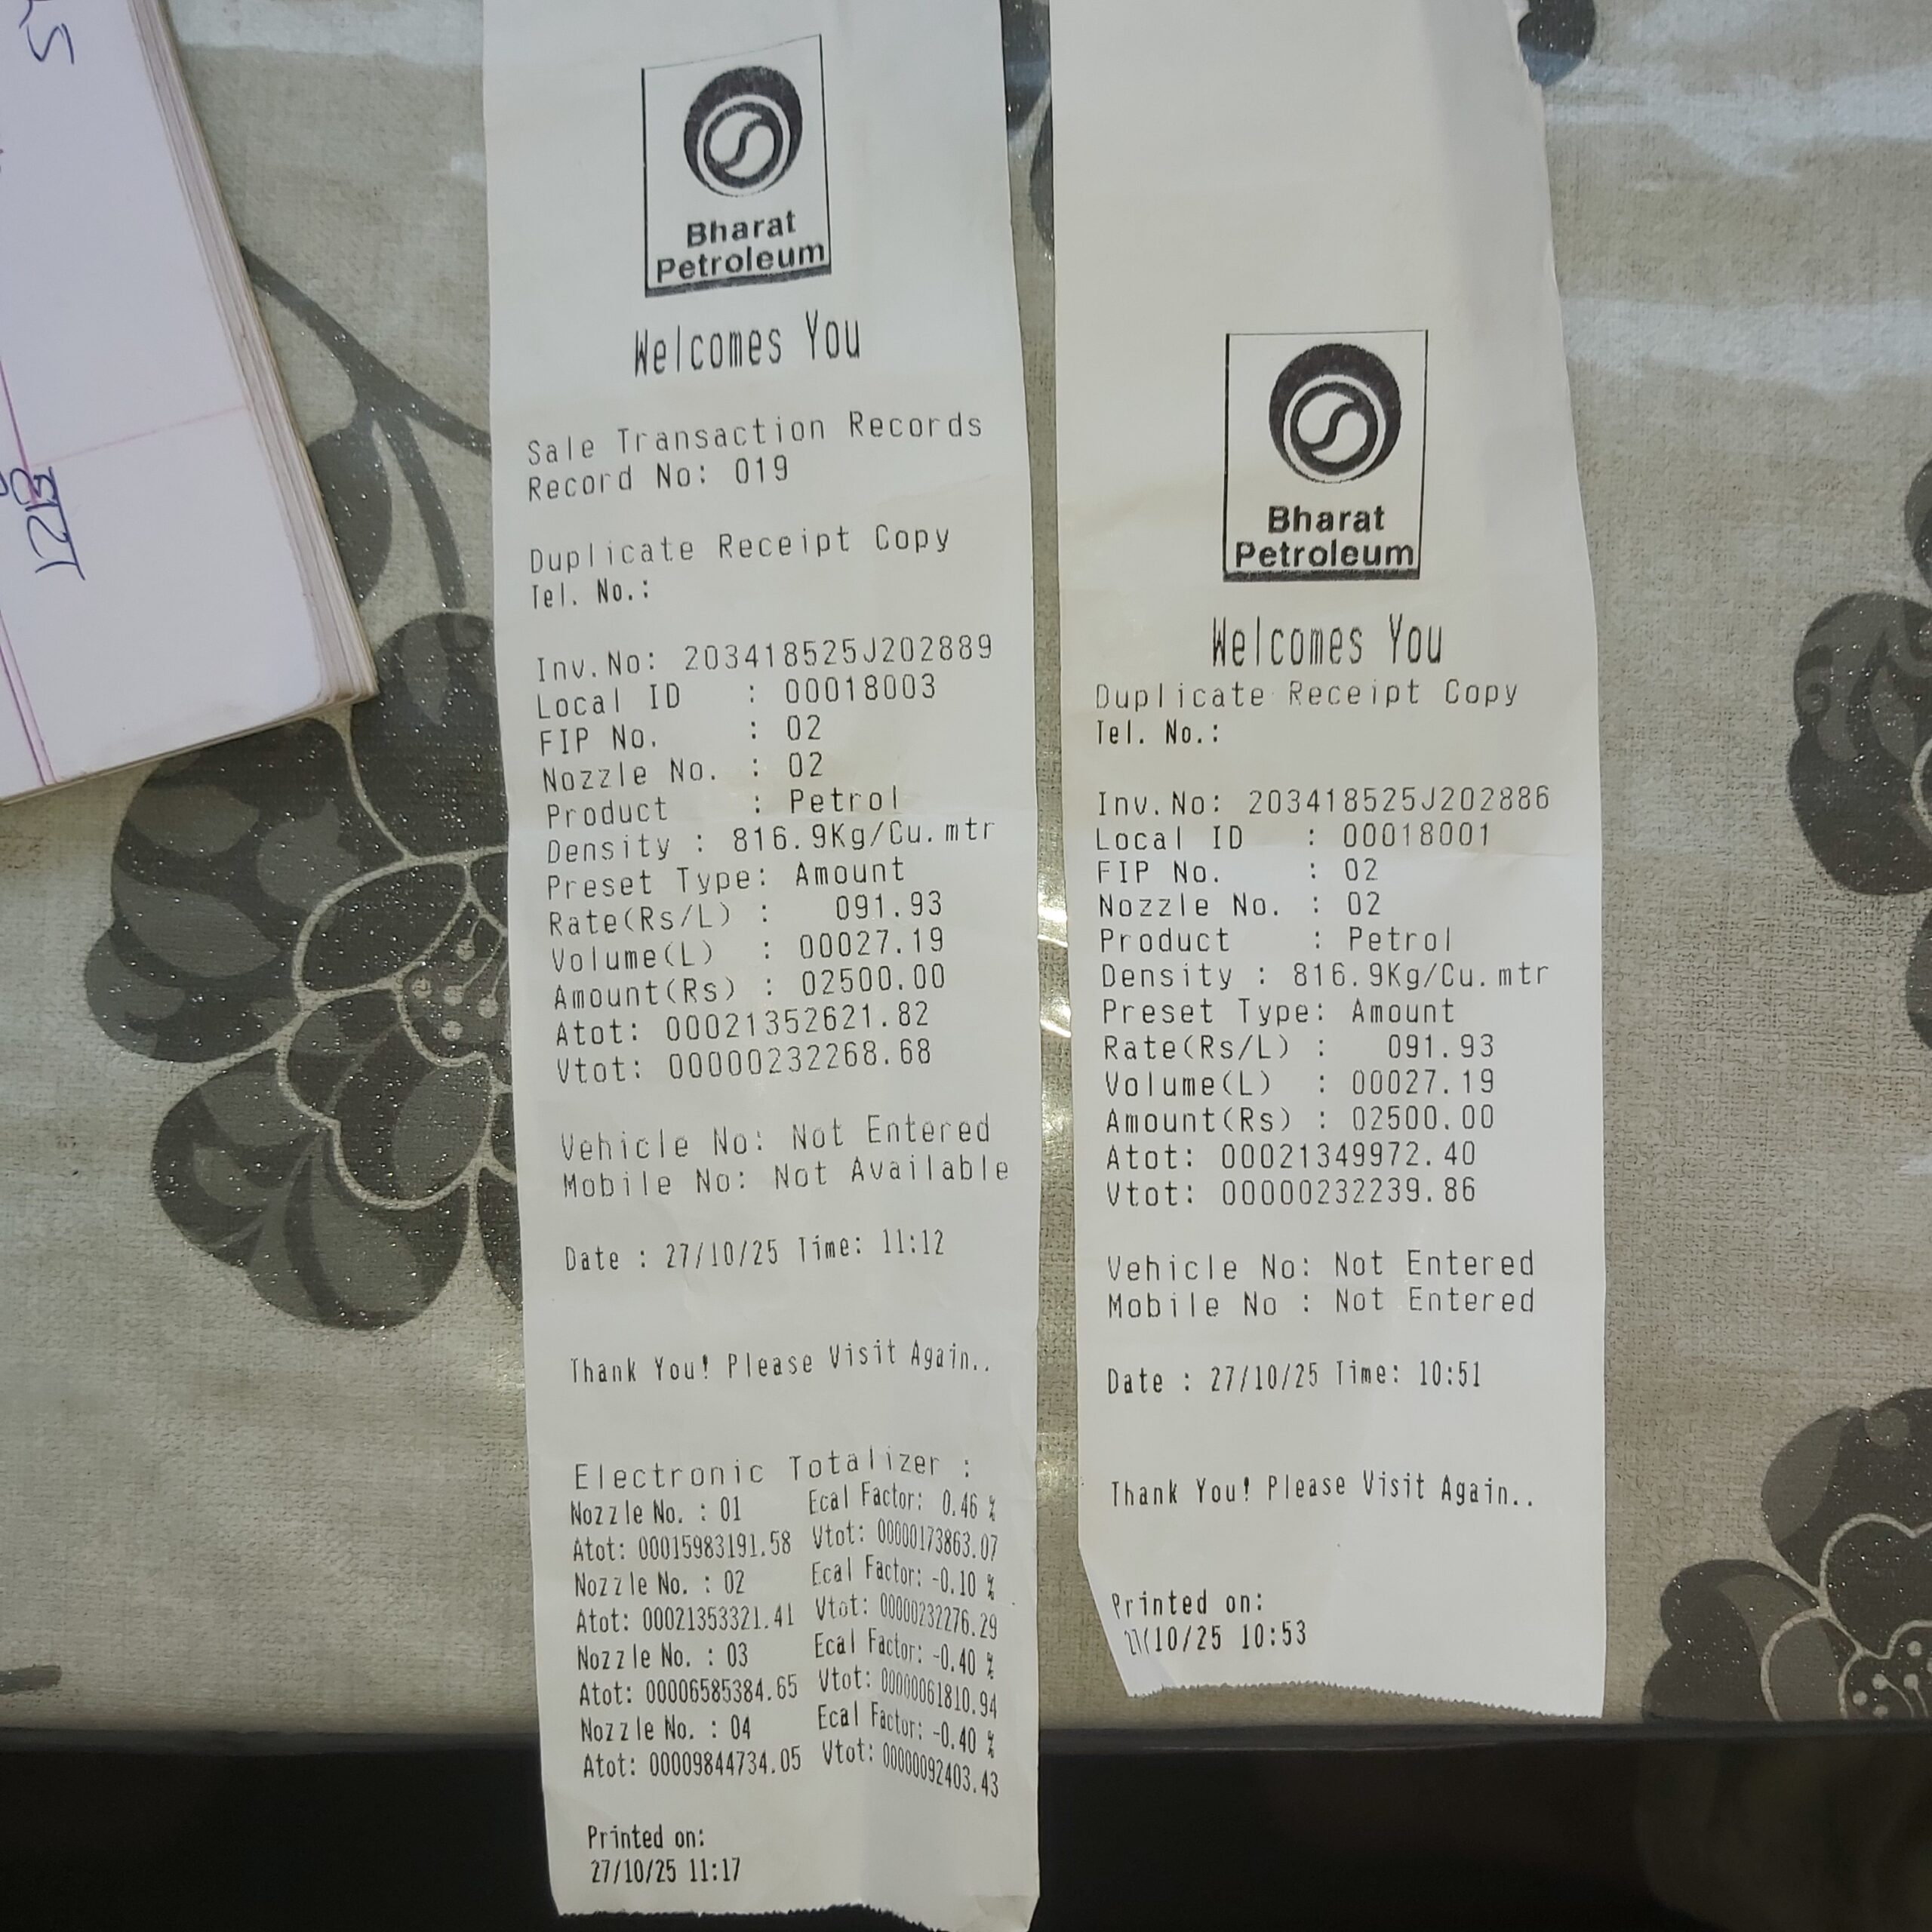 Bharat
Petroleum
Welcomes You
Sale Transaction Records
Record No: 019
Duplicate Receipt Copy
Tel. No.:
Inv.No: 203418525J202889
Local ID : 00018003
FIP No. : 02
Nozzle No. : 02
Product : Petrol
Density : 816.9Kg/Cu.mtr
Preset Type: Amount
Rate(Rs/L) : 091.93
Volume(L) : 00027.19
Amount(Rs) : 02500.00
Atot: 00021352621.82
Vtot: 00000232268.68
Vehicle No: Not Entered
Mobile No: Not Available
Date : 27/10/25 Time: 11:12
Thank You! Please Visit Again..
Electronic Totalizer :
Nozzle No. : 01 Ecal Factor: 0.46 %
Atot: 00015983191.58 Vtot: 00000173863.07
Nozzle No. : 02 Ecal Factor: -0.10 %
Atot: 00021353321.41 Vtot: 00000232276.29
Nozzle No. : 03 Ecal Factor: -0.40 %
Atot: 00006585384.65 Vtot: 00000061810.94
Nozzle No. : 04 Ecal Factor: -0.40 %
Atot: 00009844734.05 Vtot: 00000092403.43
Printed on:
27/10/25 11:17
Bharat
Petroleum
Welcomes You
Duplicate Receipt Copy
Tel. No.:
Inv.No: 203418525J202886
Local ID : 00018001
FIP No. : 02
Nozzle No. : 02
Product : Petrol
Density : 816.9Kg/Cu.mtr
Preset Type: Amount
Rate(Rs/L) : 091.93
Volume(L) : 00027.19
Amount(Rs) : 02500.00
Atot: 00021349972.40
Vtot: 00000232239.86
Vehicle No: Not Entered
Mobile No : Not Entered
Date : 27/10/25 Time: 10:51
Thank You! Please Visit Again..
Printed on:
27/10/25 10:53